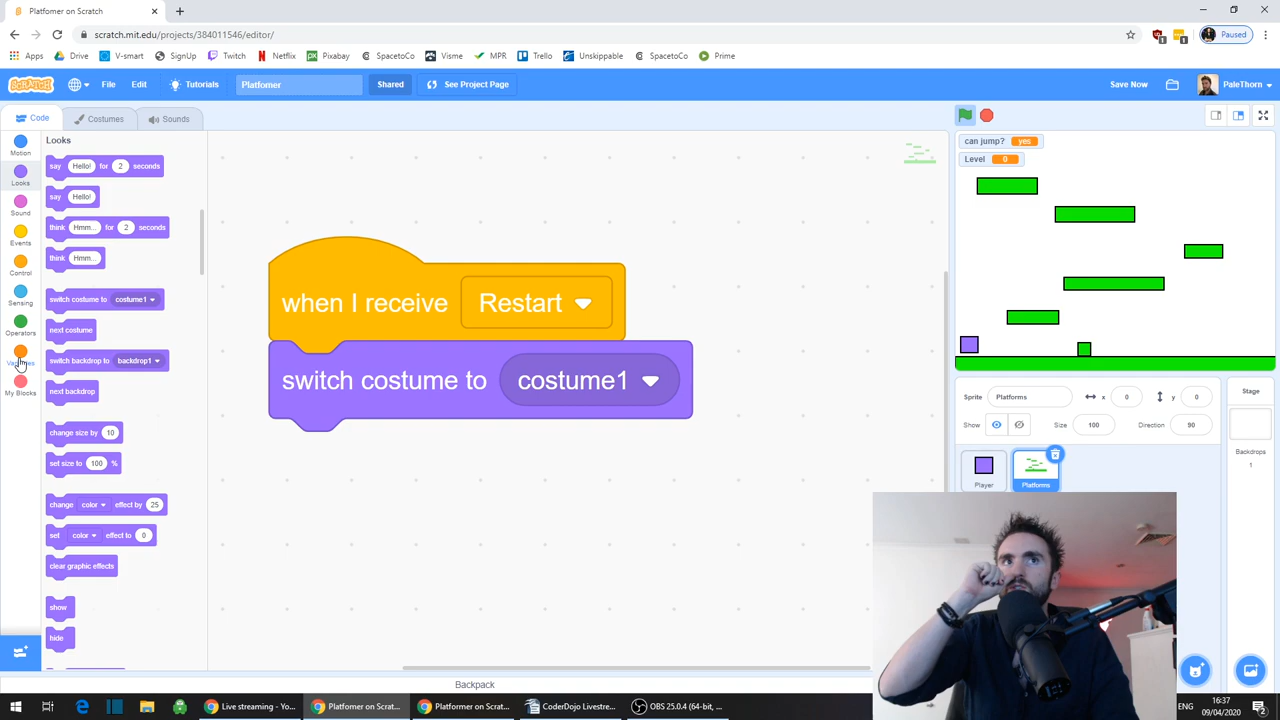 Platfomer on Scratch
scratch.mit.edu/projects/384011546/editor/
Paused
Apps Drive V-smart SignUp Twitch Netflix Pixabay SpacetoCo Visme MPR Trello Unskippable SpacetoCo Prime
SCRATCH File Edit Tutorials Platfomer Shared See Project Page Save Now PaleThorn
Code Costumes Sounds
Motion
Looks
Sound
Events
Control
Sensing
Operators
My Blocks
Looks
say Hello! for 2 seconds
say Hello!
think Hmm... for 2 seconds
think Hmm...
switch costume to costume1
next costume
switch backdrop to backdrop1
next backdrop
change size by 10
set size to 100 %
change color effect by 25
set color effect to 0
clear graphic effects
show
hide
when I receive Restart
switch costume to costume1
can jump? yes
Level 0
Sprite Platforms x 0 y 0
Show Size 100 Direction 90
Player
Platforms
Stage
Backdrops
1
Backpack
Live streaming - Yo...
Platfomer on Scrat...
Platfomer on Scrat...
CoderDojo Livestre...
OBS 25.0.4 (64-bit, ...
ENG
16:37
09/04/2020
2